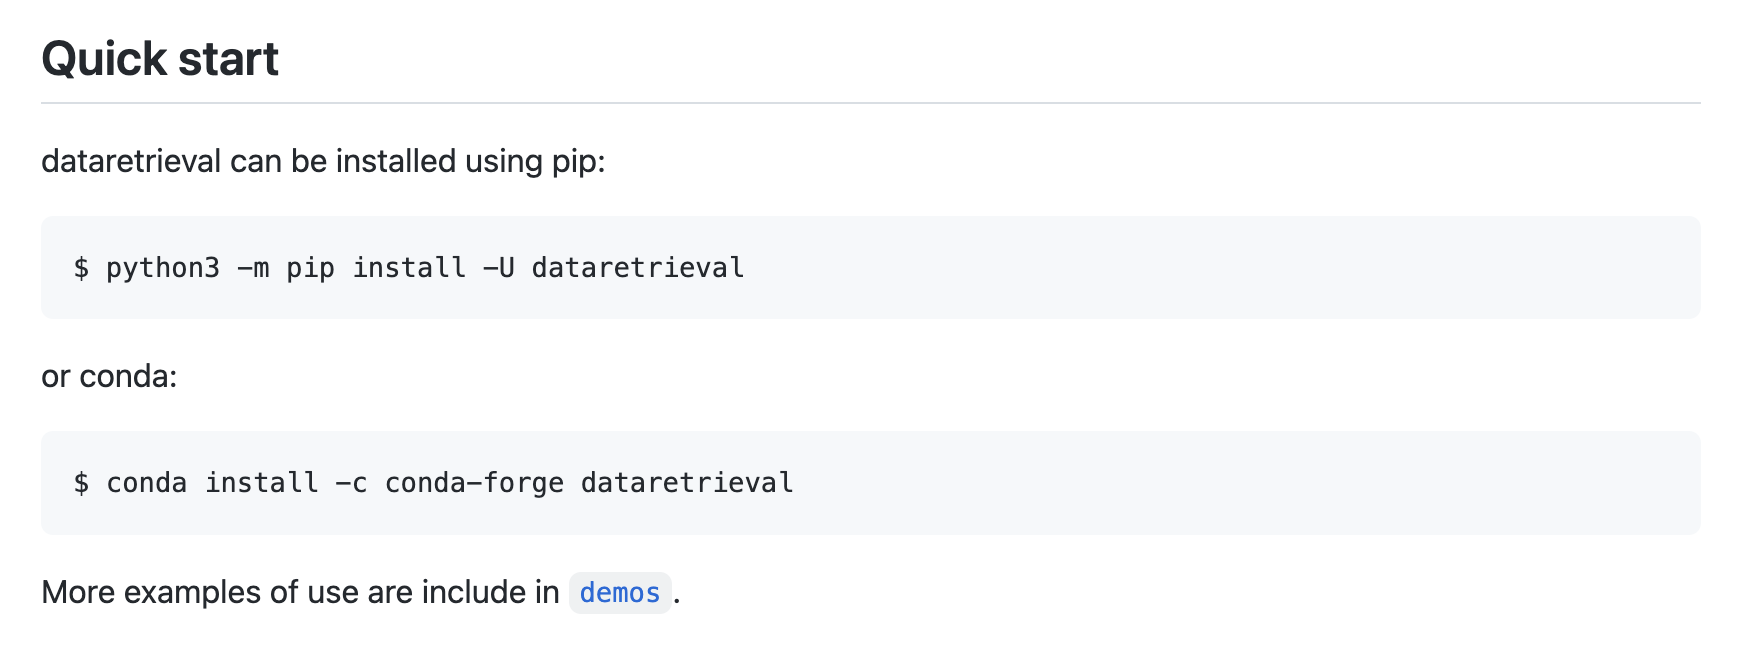 Quick start
dataretrieval can be installed using pip:
$ python3 -m pip install -U dataretrieval
or conda:
$ conda install -c conda-forge dataretrieval
More examples of use are include in demos.